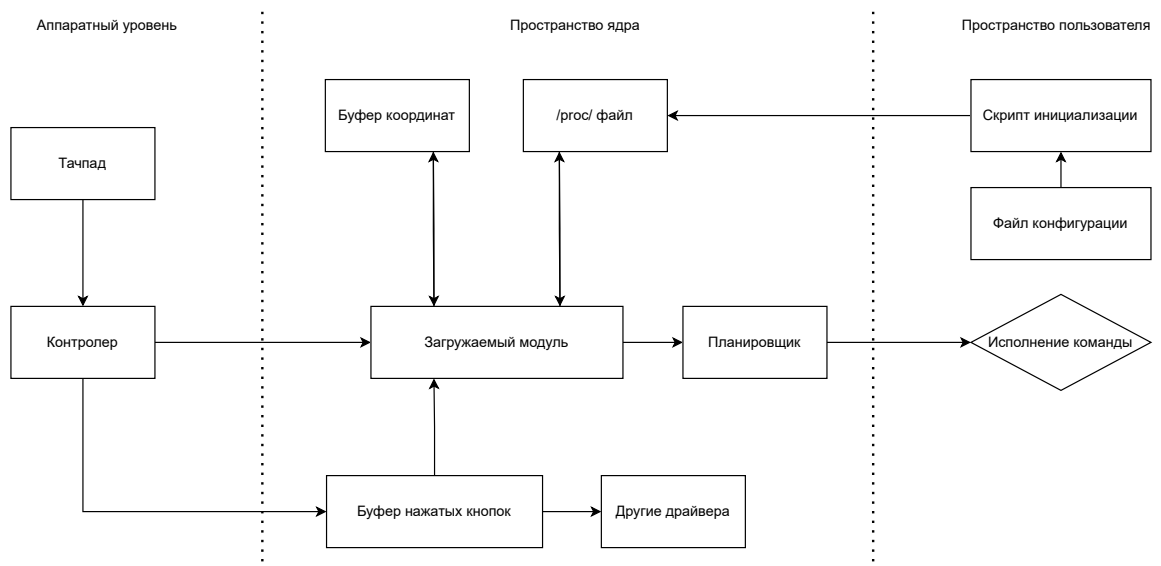 Аппаратный уровень
Пространство ядра
Пространство пользователя
Буфер координат
/proc/ файл
Скрипт инициализации
Тачпад
Файл конфигурации
Контролер
Загружаемый модуль
Планировщик
Исполнение команды
Буфер нажатых кнопок
Другие драйвера